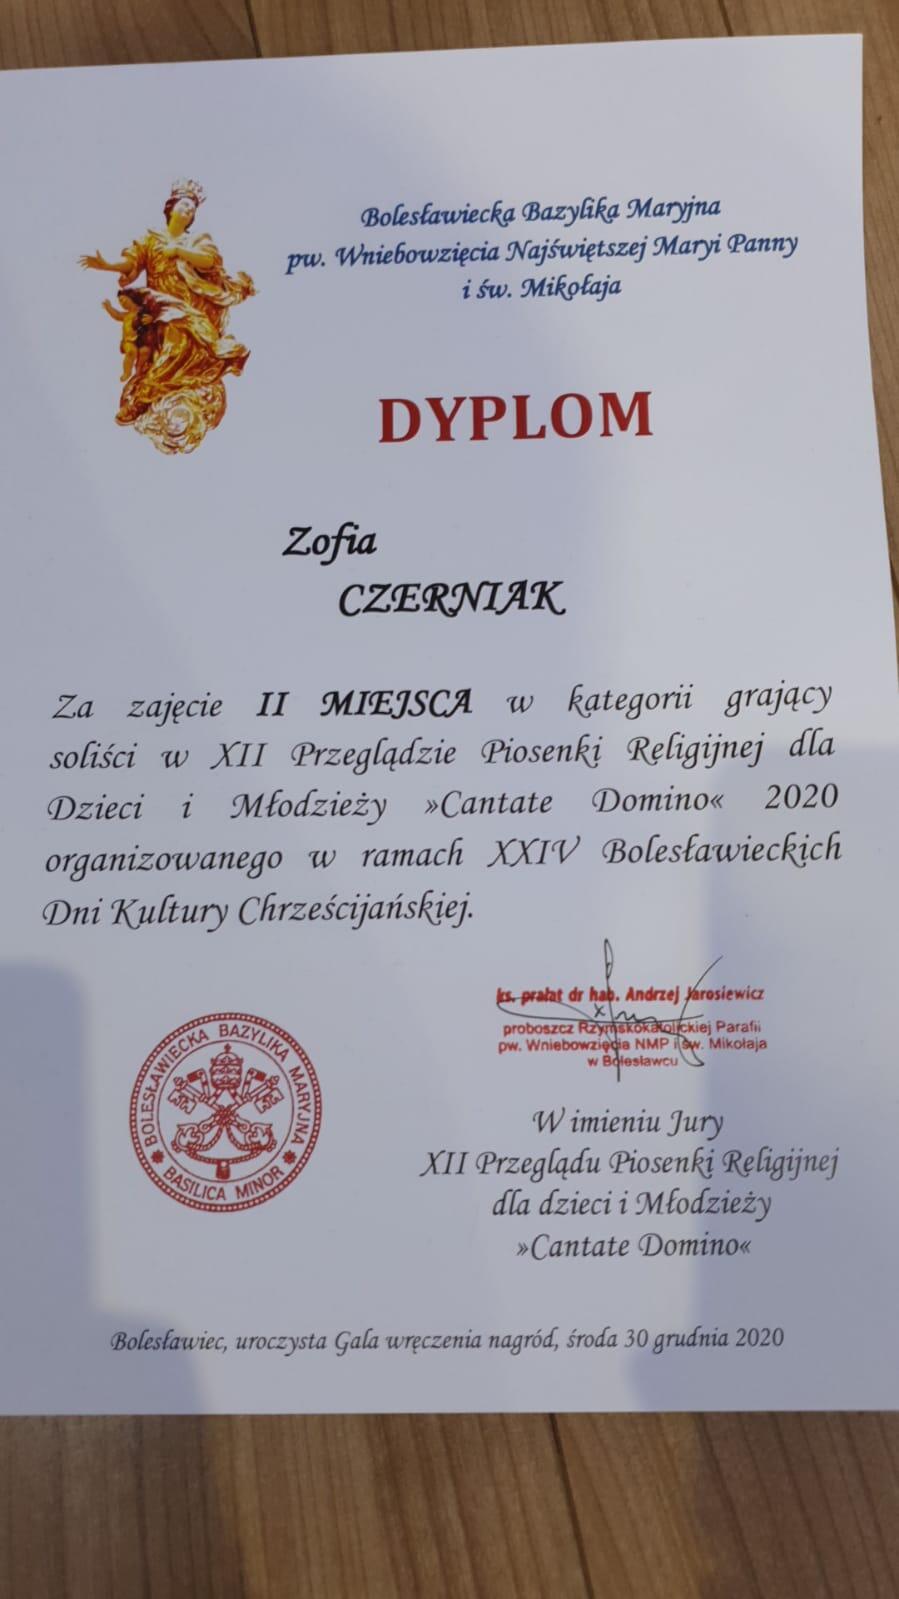 Bolesławiecka Bazylika Maryjna
pw. Wniebowzięcia Najświętszej Maryi Panny
i św. Mikołaja
DYPLOM
Zofia
CZERNIAK
Za zajęcie II MIEJSCA w kategorii grający
soliści w XII Przeglądzie Piosenki Religijnej dla
Dzieci i Młodzieży »Cantate Domino« 2020
organizowanego w ramach XXIV Bolesławieckich
Dni Kultury Chrześcijańskiej.
ks. prałat dr hab. Andrzej Jarosiewicz
proboszcz Rzymskokatolickiej Parafii
pw. Wniebowzięcia NMP i św. Mikołaja
w Bolesławcu
BOLESŁAWIECKA BAZYLIKA MARYJNA
BASILICA MINOR
W imieniu Jury
XII Przeglądu Piosenki Religijnej
dla dzieci i Młodzieży
»Cantate Domino«
Bolesławiec, uroczysta Gala wręczenia nagród, środa 30 grudnia 2020